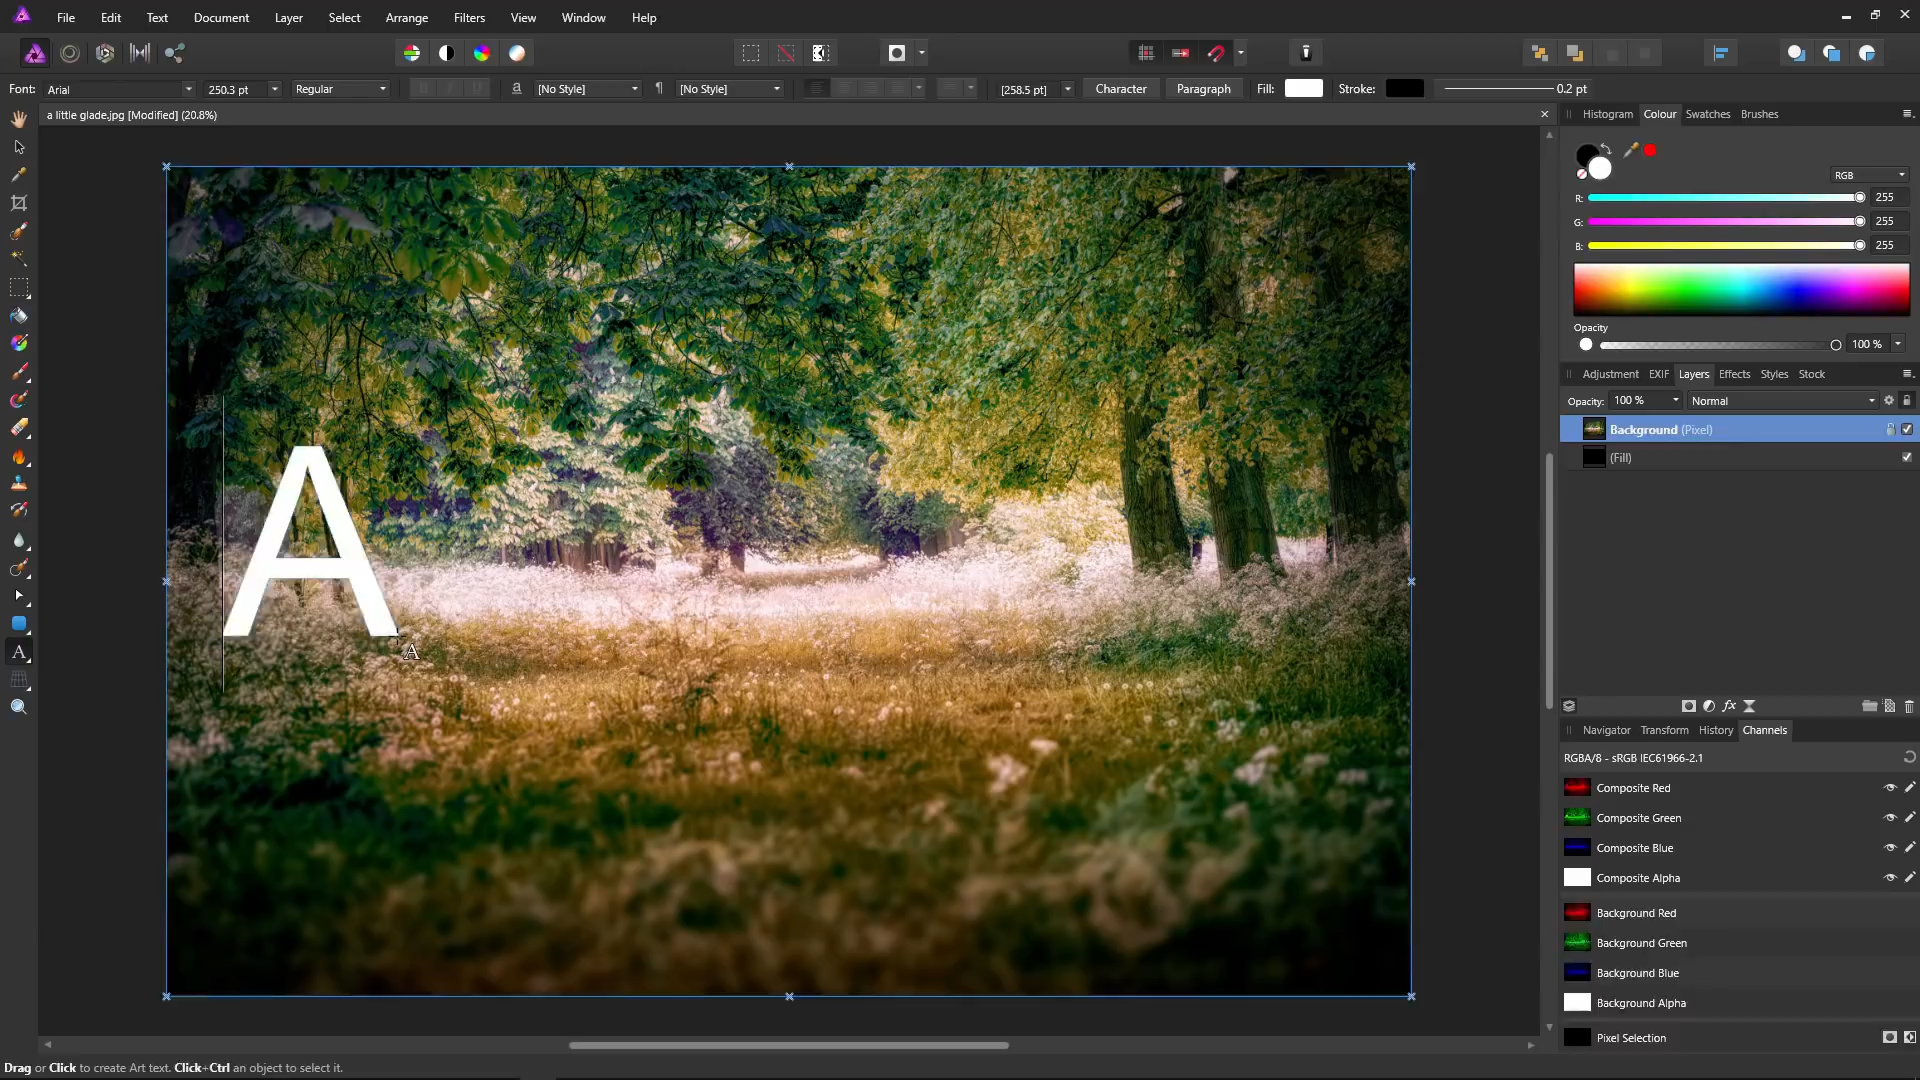 File Edit Text Document Layer Select Arrange Filters View Window Help
Font: Arial 250.3 pt Regular a [No Style] ¶ [No Style] [258.5 pt] Character Paragraph Fill: Stroke: 0.2 pt
a little glade.jpg [Modified] (20.8%)
Histogram Colour Swatches Brushes
RGB
R: 255
G: 255
B: 255
Opacity
100 %
Adjustment EXIF Layers Effects Styles Stock
Opacity: 100 % Normal
Background (Pixel)
(Fill)
A
A
A
fx
Navigator Transform History Channels
RGBA/8 - sRGB IEC61966-2.1
Composite Red
Composite Green
Composite Blue
Composite Alpha
Background Red
Background Green
Background Blue
Background Alpha
Pixel Selection
Drag or Click to create Art text. Click+Ctrl an object to select it.